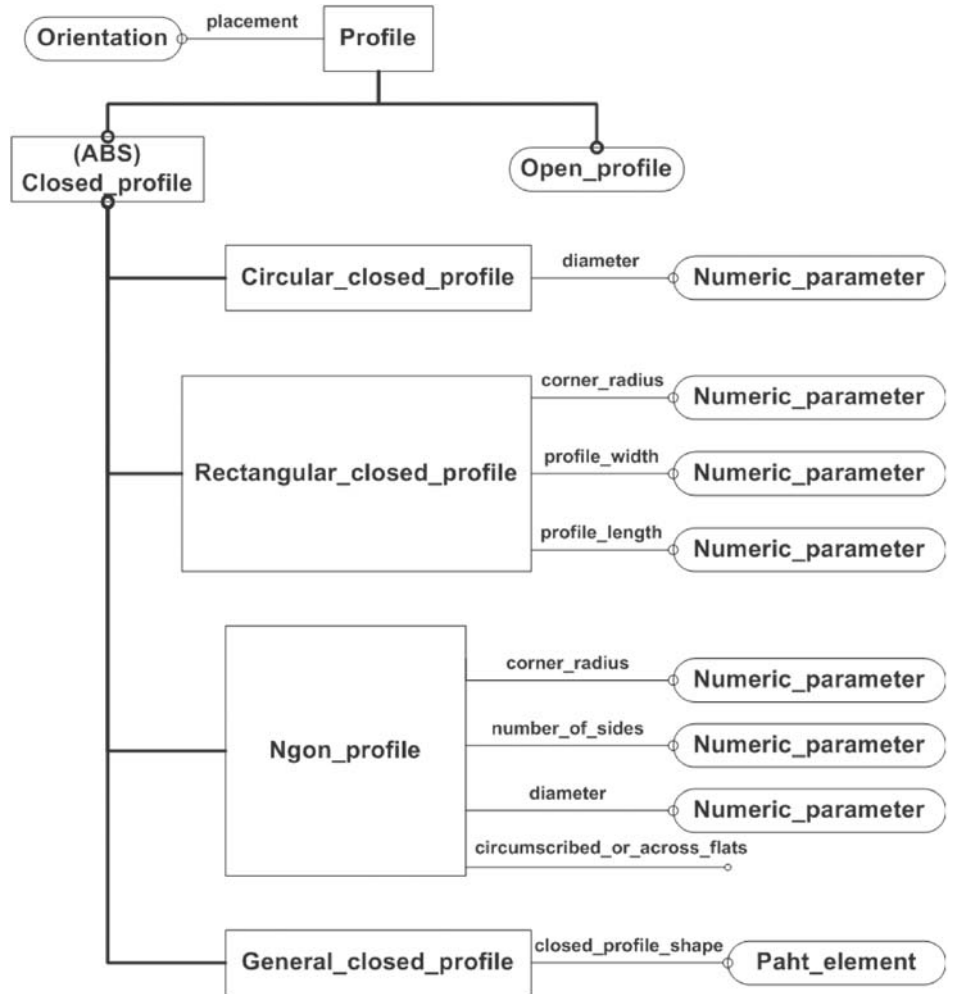 placement
Orientation
Profile
(ABS)
Closed_profile
Open_profile
Circular_closed_profile
diameter
Numeric_parameter
Rectangular_closed_profile
corner_radius
Numeric_parameter
profile_width
Numeric_parameter
profile_length
Numeric_parameter
Ngon_profile
corner_radius
Numeric_parameter
number_of_sides
Numeric_parameter
diameter
Numeric_parameter
circumscribed_or_across_flats
General_closed_profile
closed_profile_shape
Paht_element